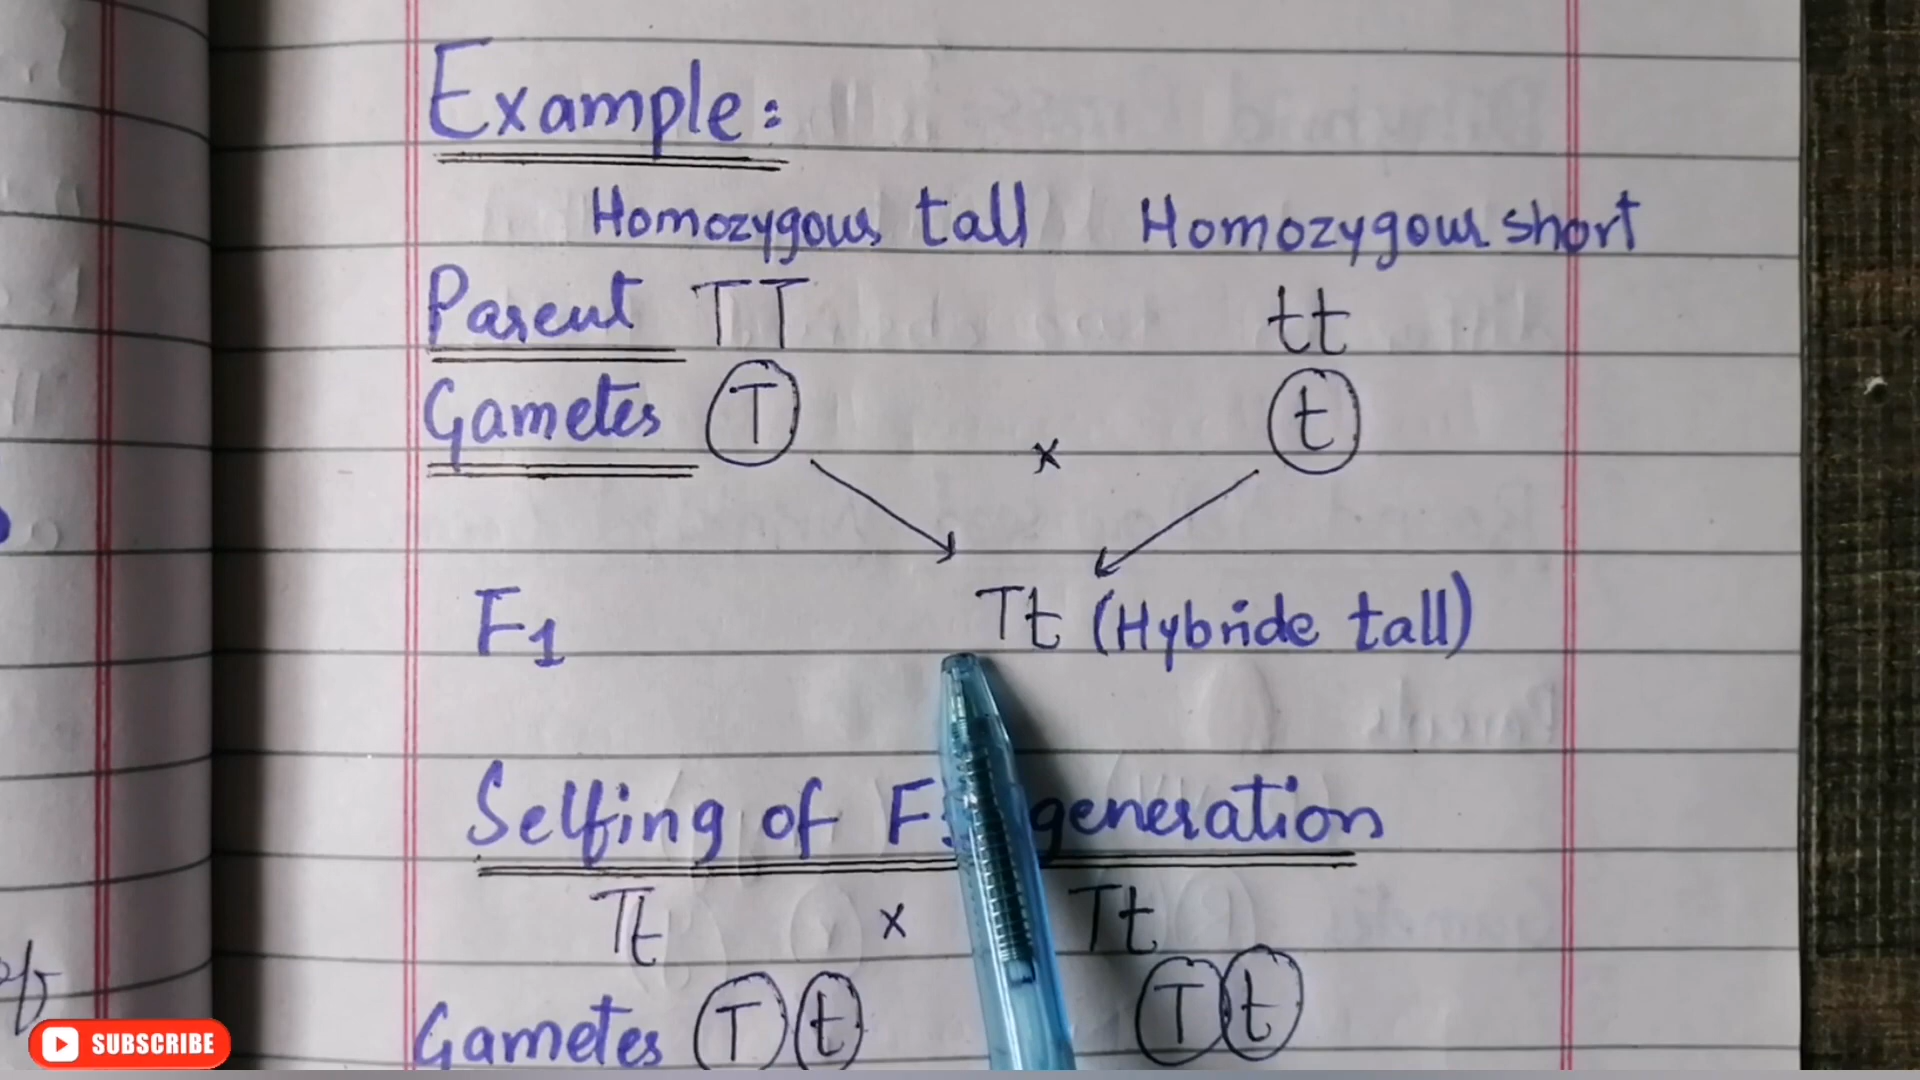 Example:
Homozygous tall Homozygous short
Parent TT tt
Gametes T t
x
F1 Tt (Hybride tall)
Selfing of F1 generation
Tt x Tt
Gametes T t T t
SUBSCRIBE